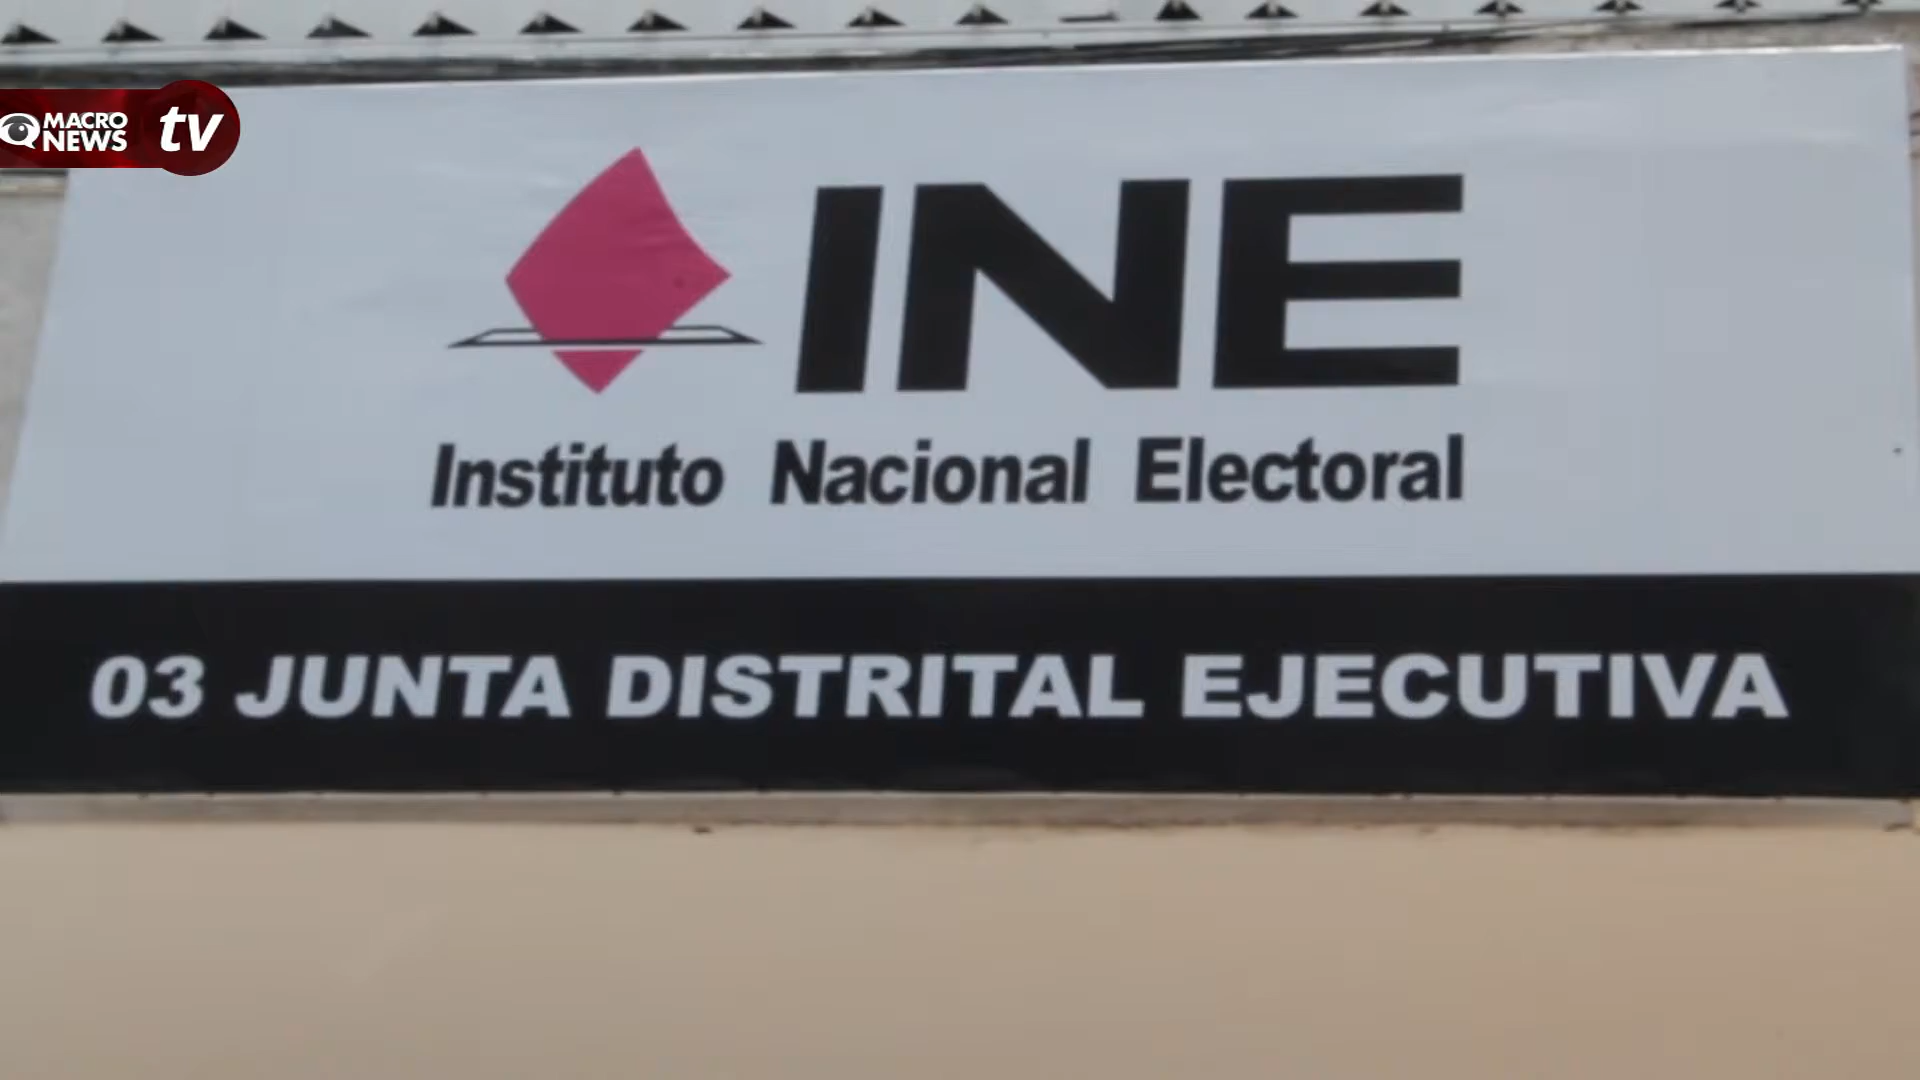 MACRO
NEWS
tv
INE
Instituto Nacional Electoral
03 JUNTA DISTRITAL EJECUTIVA